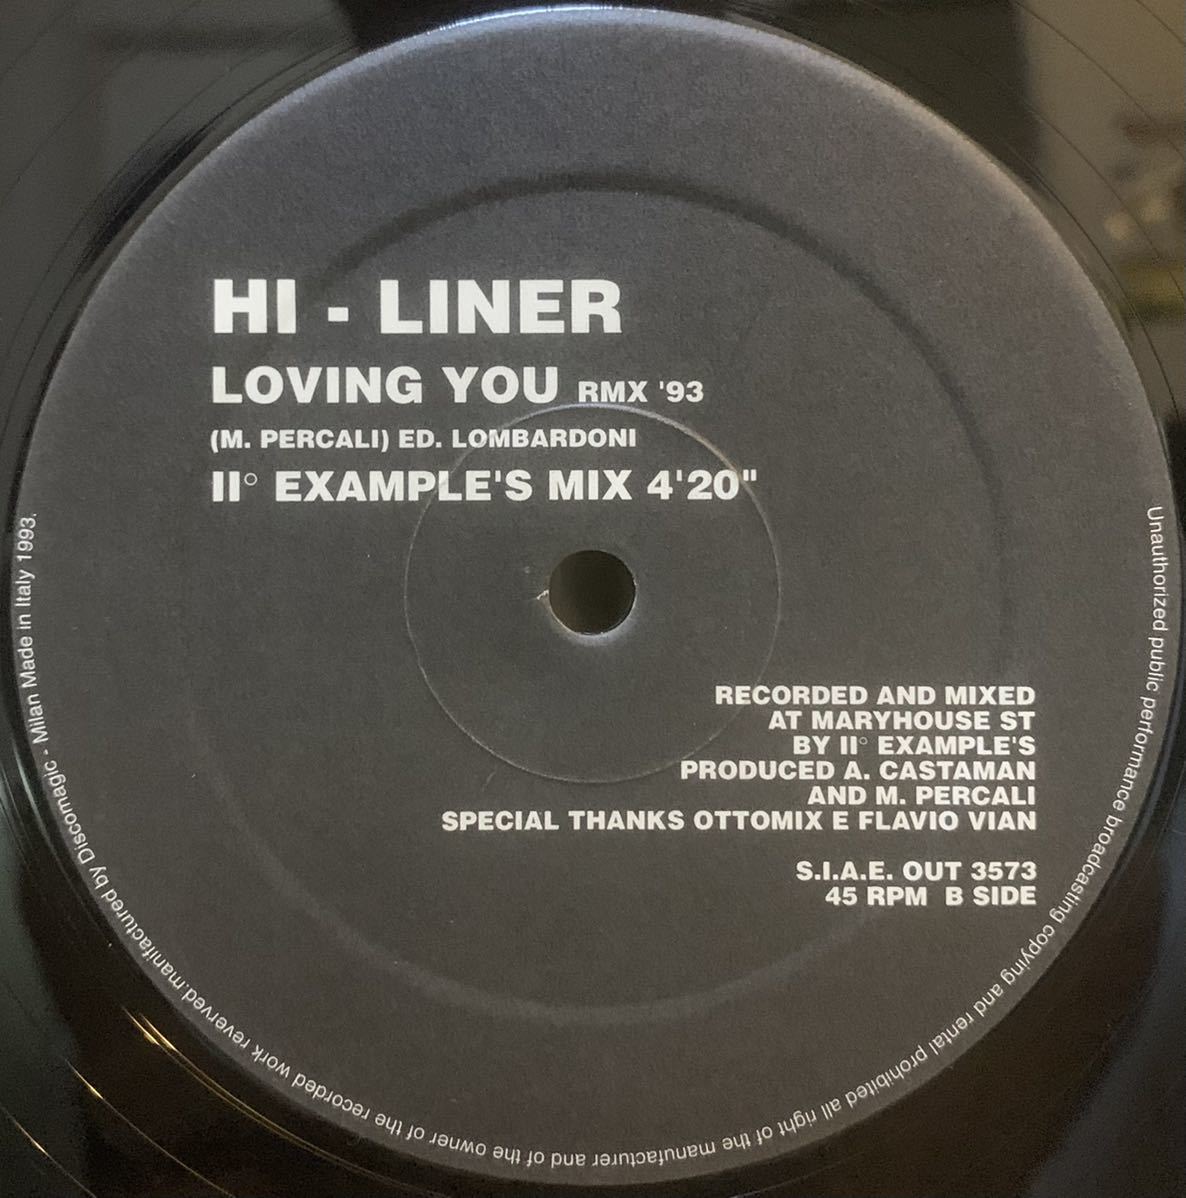 HI - LINER
LOVING YOU RMX '93
(M. PERCALI) ED. LOMBARDONI
II° EXAMPLE'S MIX 4'20"
RECORDED AND MIXED
AT MARYHOUSE ST
BY II° EXAMPLE'S
PRODUCED A. CASTAMAN
AND M. PERCALI
SPECIAL THANKS OTTOMIX E FLAVIO VIAN
S.I.A.E. OUT 3573
45 RPM B SIDE
Unauthorized public performance broadcasting copying and rental prohibited all right of the manufacturer and of the owner of the recorded work reverved.manifactured by Discomagic - Milan Made in Italy 1993.